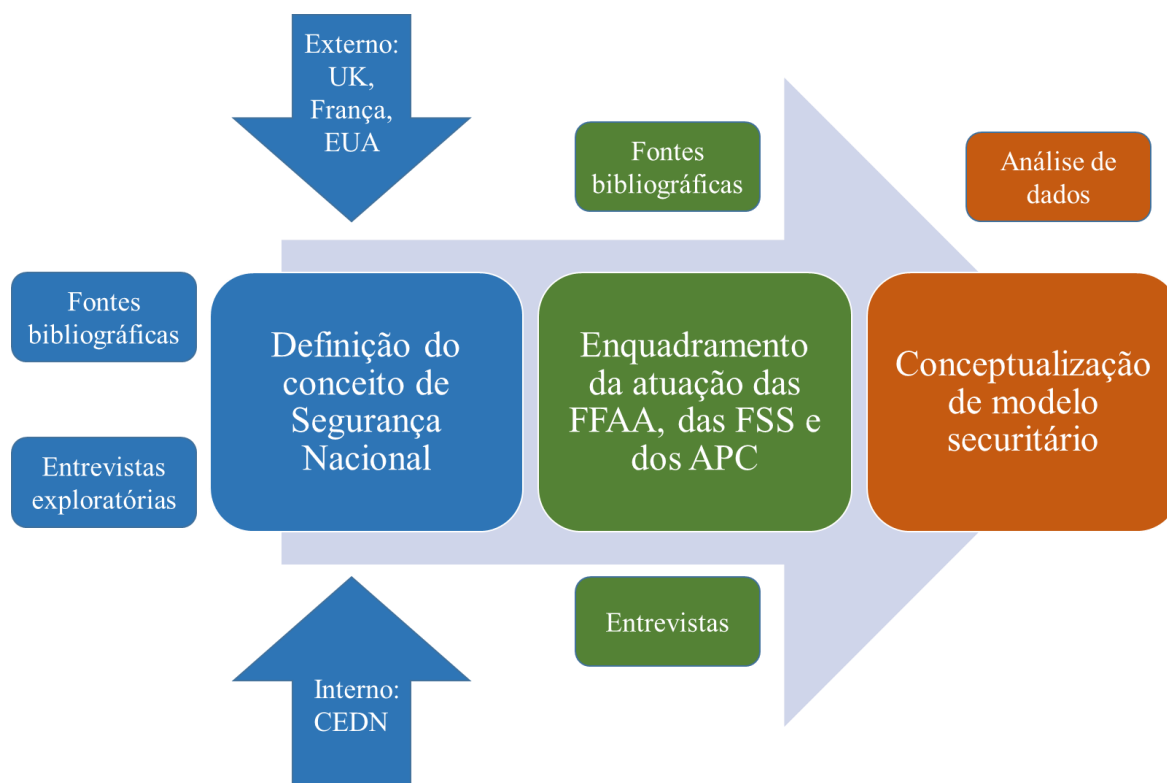 Externo:
UK,
França,
EUA
Fontes
bibliográficas
Análise de
dados
Fontes
bibliográficas
Entrevistas
exploratórias
Definição do
conceito de
Segurança
Nacional
Enquadramento
da atuação das
FFAA, das FSS e
dos APC
Conceptualização
de modelo
securitário
Entrevistas
Interno:
CEDN